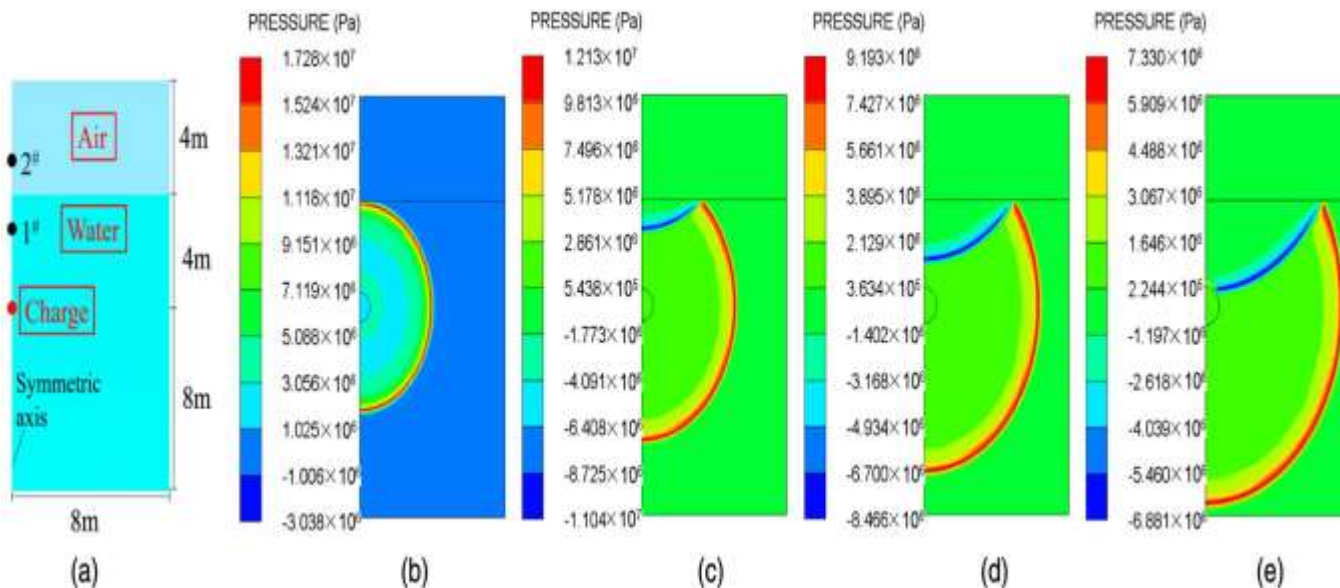 Air
4m
2#
1#
Water
4m
Charge
Symmetric
axis
8m
8m
(a)
PRESSURE (Pa)
1.728×10⁷
1.524×10⁷
1.321×10⁷
1.118×10⁷
9.151×10⁶
7.119×10⁶
5.088×10⁶
3.056×10⁶
1.025×10⁶
-1.006×10⁶
-3.038×10⁶
(b)
PRESSURE (Pa)
1.213×10⁷
9.813×10⁶
7.496×10⁶
5.178×10⁶
2.861×10⁶
5.438×10⁵
-1.773×10⁶
-4.091×10⁶
-6.408×10⁶
-8.725×10⁶
-1.104×10⁷
(c)
PRESSURE (Pa)
9.193×10⁶
7.427×10⁶
5.661×10⁶
3.895×10⁶
2.129×10⁶
3.634×10⁵
-1.402×10⁶
-3.168×10⁶
-4.934×10⁶
-6.700×10⁶
-8.466×10⁶
(d)
PRESSURE (Pa)
7.330×10⁶
5.909×10⁶
4.488×10⁶
3.067×10⁶
1.646×10⁶
2.244×10⁵
-1.197×10⁶
-2.618×10⁶
-4.039×10⁶
-5.460×10⁶
-6.881×10⁶
(e)